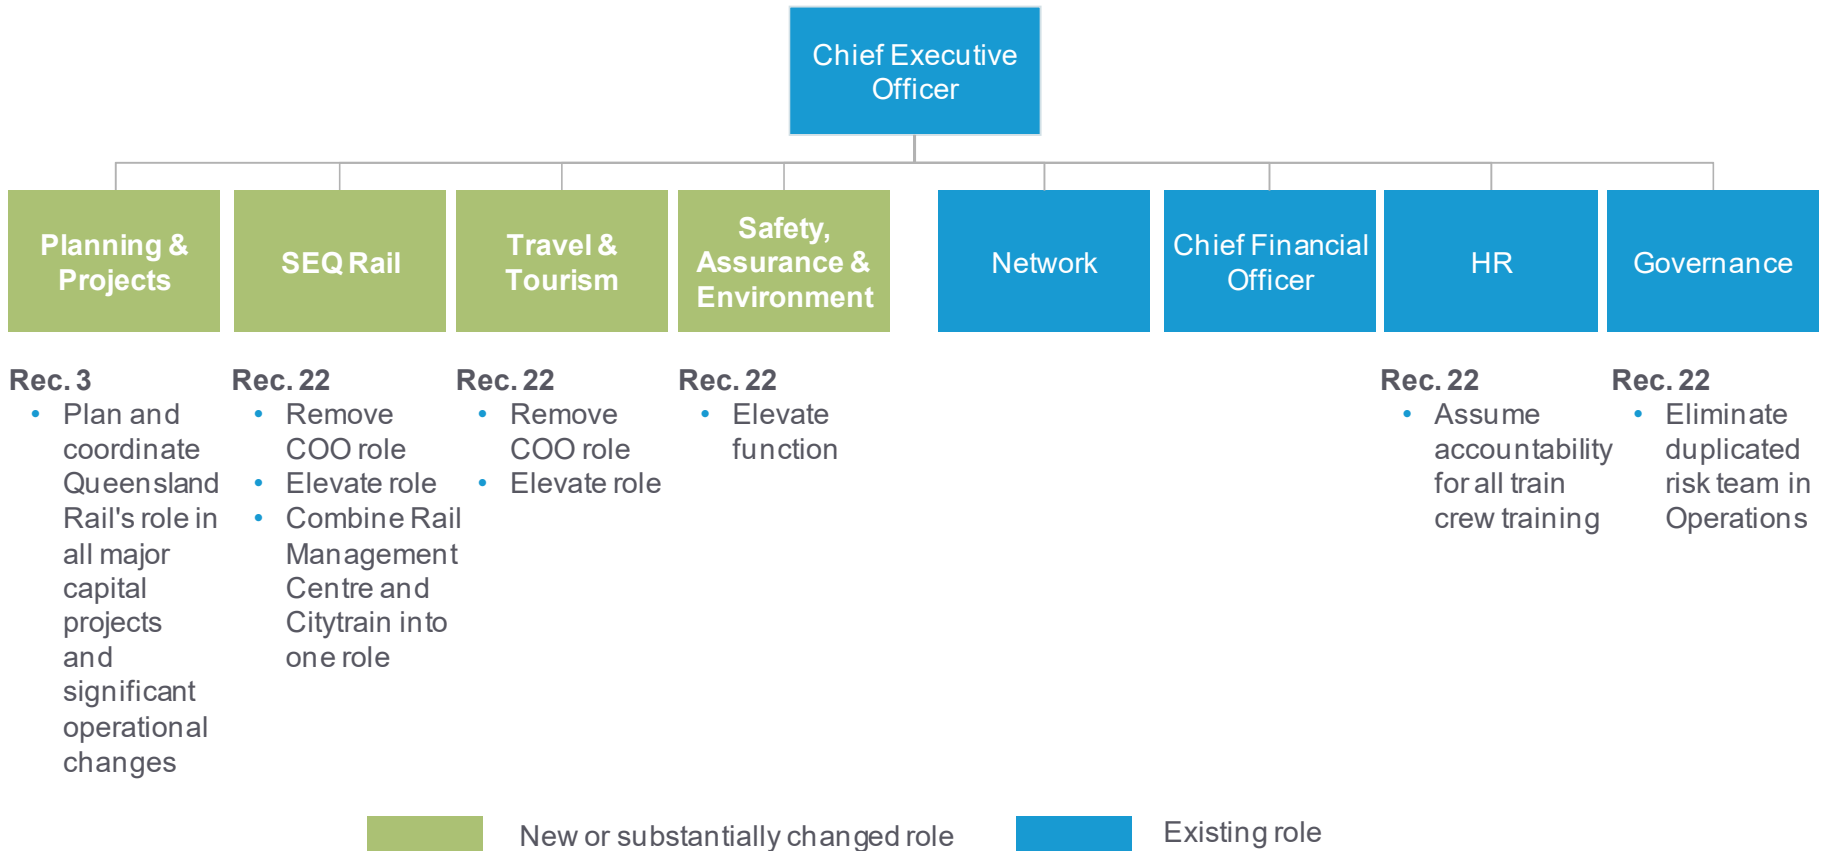 Chief Executive
Officer
Planning &
Projects
SEQ Rail
Travel &
Tourism
Safety,
Assurance &
Environment
Network
Chief Financial
Officer
HR
Governance
Rec. 3
• Plan and
coordinate
Queensland
Rail's role in
all major
capital
projects
and
significant
operational
changes
Rec. 22
• Remove
COO role
• Elevate role
• Combine Rail
Management
Centre and
Citytrain into
one role
Rec. 22
• Remove
COO role
• Elevate role
Rec. 22
• Elevate
function
Rec. 22
• Assume
accountability
for all train
crew training
Rec. 22
• Eliminate
duplicated
risk team in
Operations
New or substantially changed role
Existing role